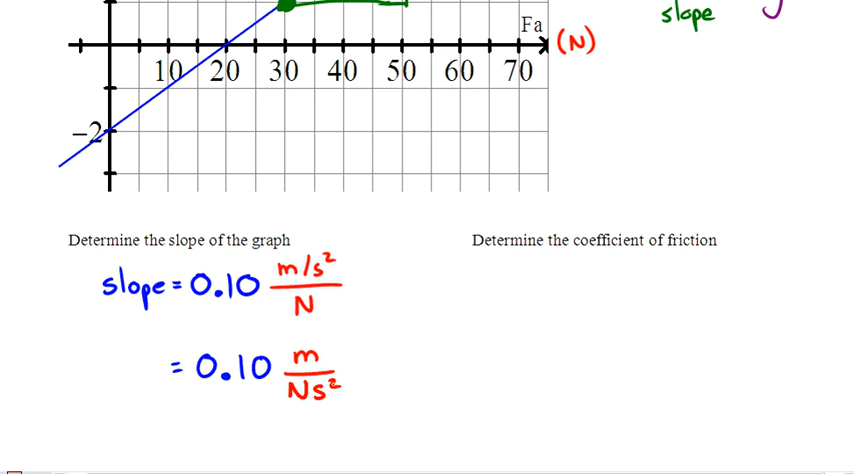 slope
Fa
(N)
10 20 30 40 50 60 70
-2
Determine the slope of the graph
Determine the coefficient of friction
slope = 0.10 m/s² / N
= 0.10 m / Ns²